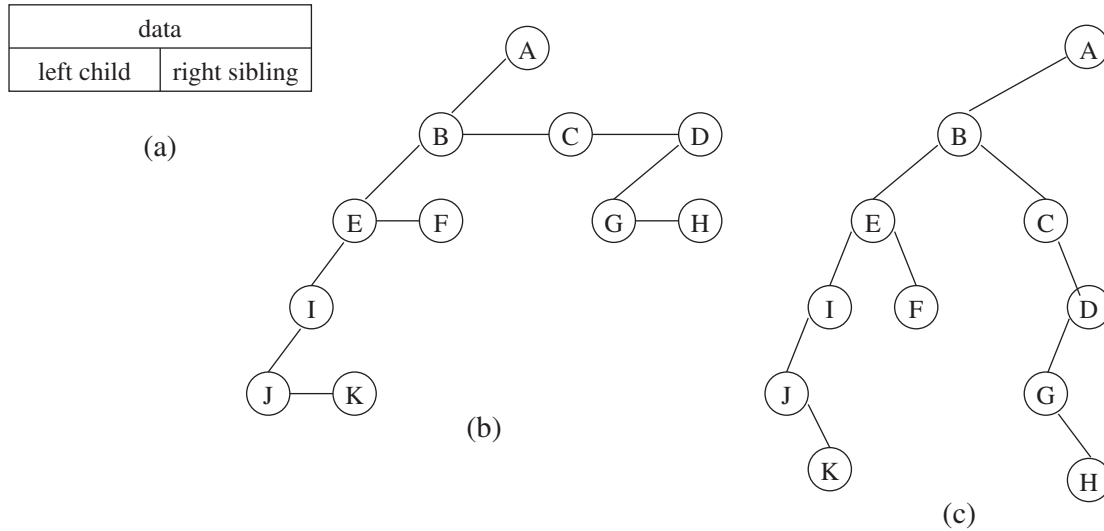 data
left child right sibling
(a)
A
B C D
E F G H
I
J K
(b)
A
B
E C
I F D
J G
K H
(c)